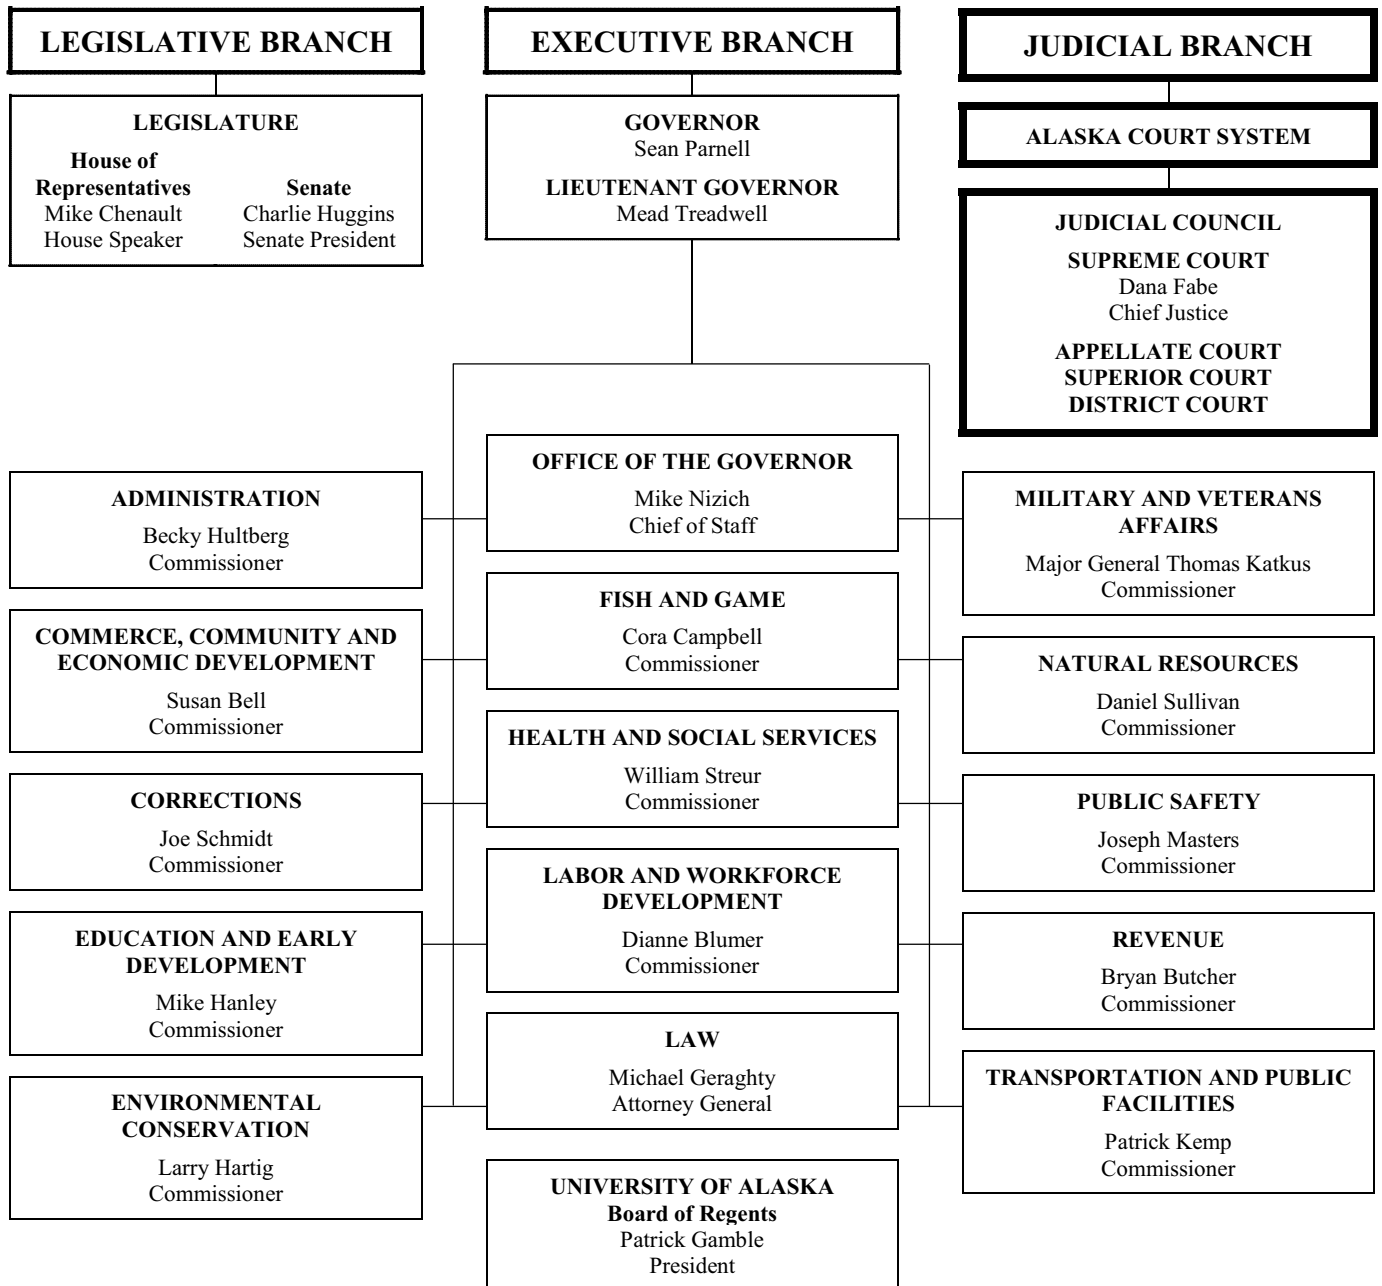 LEGISLATIVE BRANCH
LEGISLATURE
House of
Representatives
Mike Chenault
House Speaker
Senate
Charlie Huggins
Senate President
EXECUTIVE BRANCH
GOVERNOR
Sean Parnell
LIEUTENANT GOVERNOR
Mead Treadwell
JUDICIAL BRANCH
ALASKA COURT SYSTEM
JUDICIAL COUNCIL
SUPREME COURT
Dana Fabe
Chief Justice
APPELLATE COURT
SUPERIOR COURT
DISTRICT COURT
ADMINISTRATION
Becky Hultberg
Commissioner
COMMERCE, COMMUNITY AND
ECONOMIC DEVELOPMENT
Susan Bell
Commissioner
CORRECTIONS
Joe Schmidt
Commissioner
EDUCATION AND EARLY
DEVELOPMENT
Mike Hanley
Commissioner
ENVIRONMENTAL
CONSERVATION
Larry Hartig
Commissioner
OFFICE OF THE GOVERNOR
Mike Nizich
Chief of Staff
FISH AND GAME
Cora Campbell
Commissioner
HEALTH AND SOCIAL SERVICES
William Streur
Commissioner
LABOR AND WORKFORCE
DEVELOPMENT
Dianne Blumer
Commissioner
LAW
Michael Geraghty
Attorney General
UNIVERSITY OF ALASKA
Board of Regents
Patrick Gamble
President
MILITARY AND VETERANS
AFFAIRS
Major General Thomas Katkus
Commissioner
NATURAL RESOURCES
Daniel Sullivan
Commissioner
PUBLIC SAFETY
Joseph Masters
Commissioner
REVENUE
Bryan Butcher
Commissioner
TRANSPORTATION AND PUBLIC
FACILITIES
Patrick Kemp
Commissioner